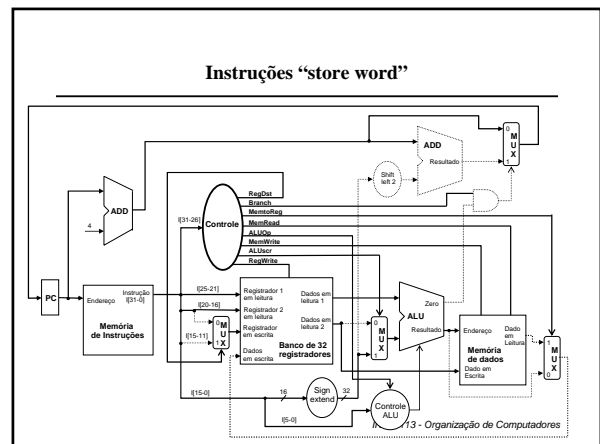 Instruções “store word”
0
M
U
X
1
ADD
ADD
Resultado
Shift
left 2
4
RegDst
Branch
MemtoReg
MemRead
ALUOp
MemWrite
ALUscr
RegWrite
Controle
I[31-26]
PC
Endereço
Instrução
I[31-0]
Memória
de Instruções
I[25-21]
I[20-16]
I[15-11]
0
M
U
X
1
Registrador 1
em leitura
Registrador 2
em leitura
Registrador
em escrita
Dados
em escrita
Dados em
leitura 1
Dados em
leitura 2
Banco de 32
registradores
0
M
U
X
1
Zero
ALU
Resultado
Endereço
Dado
em
Leitura
Memória
de dados
Dado em
Escrita
1
M
U
X
0
I[15-0]
16
Sign
extend
32
I[5-0]
Controle
ALU
113 - Organização de Computadores